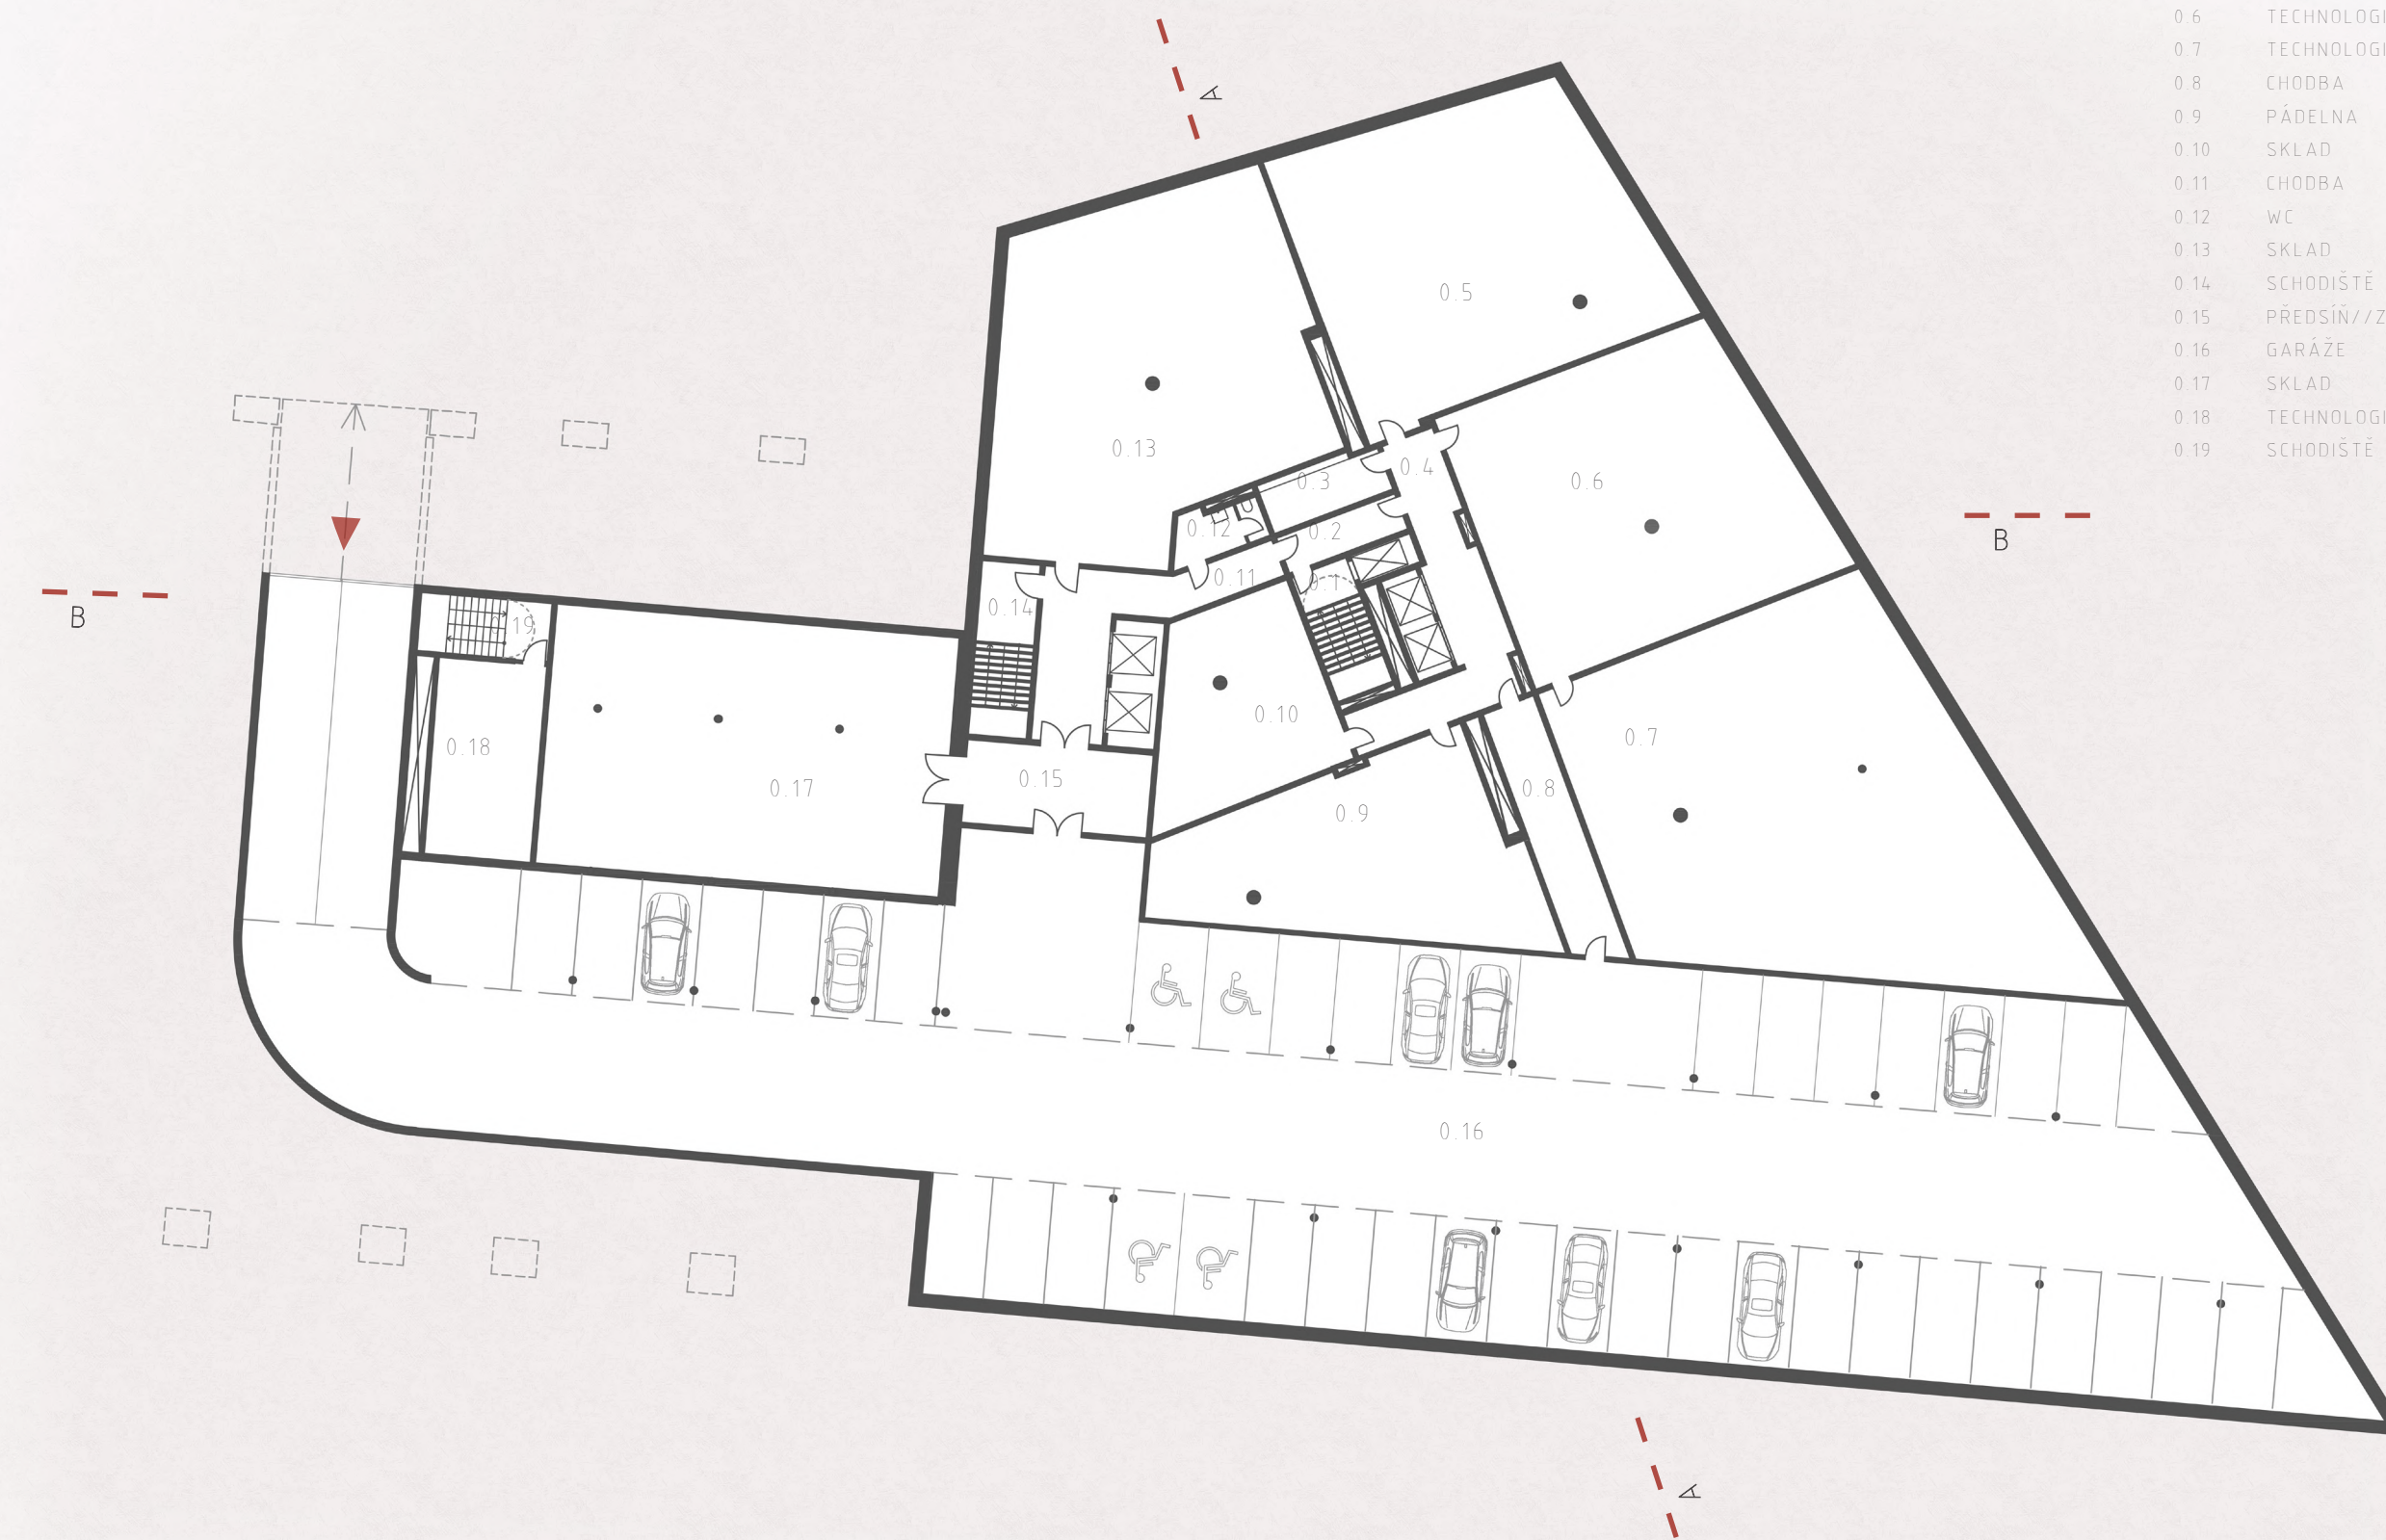 0.6 TECHNOLOGI
0.7 TECHNOLOGI
0.8 CHODBA
0.9 PÁDELNA
0.10 SKLAD
0.11 CHODBA
0.12 WC
0.13 SKLAD
0.14 SCHODIŠTĚ
0.15 PŘEDSÍŇ//Z
0.16 GARÁŽE
0.17 SKLAD
0.18 TECHNOLOGI
0.19 SCHODIŠTĚ
A
0.5
0.13
0.4
0.3
0.6
0.12
0.2
B
0.11
0.1
0.14
B
0.19
0.10
0.7
0.18
0.15
0.17
0.8
0.9
0.16
A